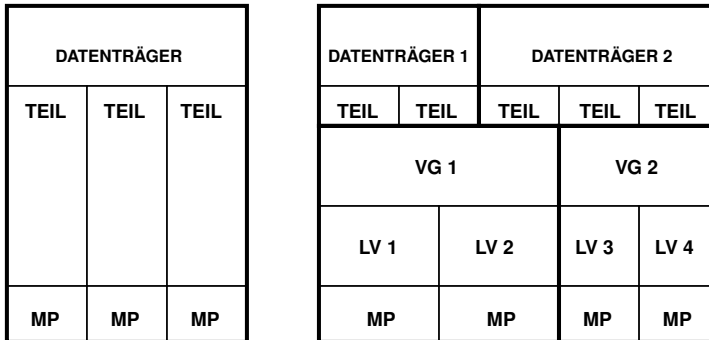 DATENTRÄGER
TEIL TEIL TEIL
MP MP MP
DATENTRÄGER 1 DATENTRÄGER 2
TEIL TEIL TEIL TEIL TEIL
VG 1 VG 2
LV 1 LV 2 LV 3 LV 4
MP MP MP MP